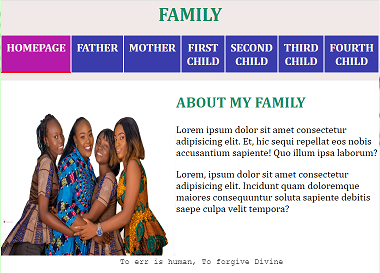 FAMILY
HOMEPAGE FATHER MOTHER FIRST CHILD SECOND CHILD THIRD CHILD FOURTH CHILD
ABOUT MY FAMILY
Lorem ipsum dolor sit amet consectetur
adipisicing elit. Et, hic sequi repellat eos nobis
accusantium sapiente! Quo illum ipsa laborum?
Lorem, ipsum dolor sit amet consectetur
adipisicing elit. Incidunt quam doloremque
maiores consequuntur soluta sapiente debitis
saepe culpa velit tempora?
To err is human, To forgive Divine